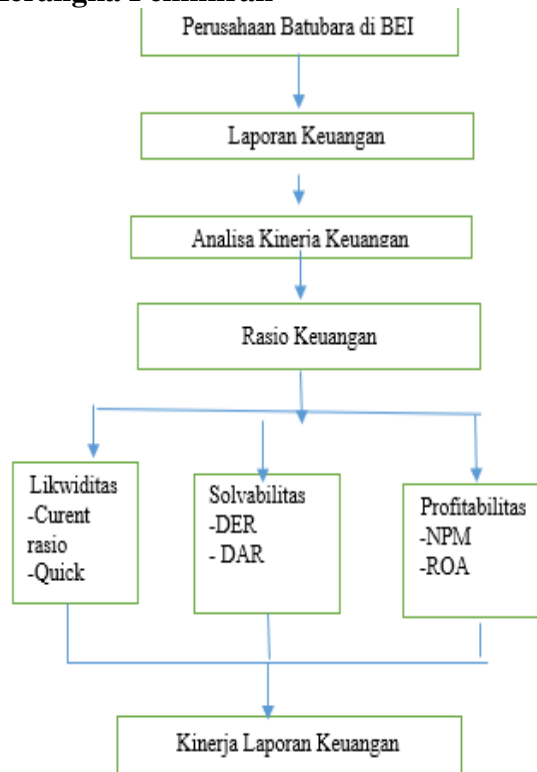 Perusahaan Batubara di BEI
Laporan Keuangan
Analisa Kinerja Keuangan
Rasio Keuangan
Likwiditas
-Curent
rasio
-Quick
Solvabilitas
-DER
- DAR
Profitabilitas
-NPM
-ROA
Kinerja Laporan Keuangan